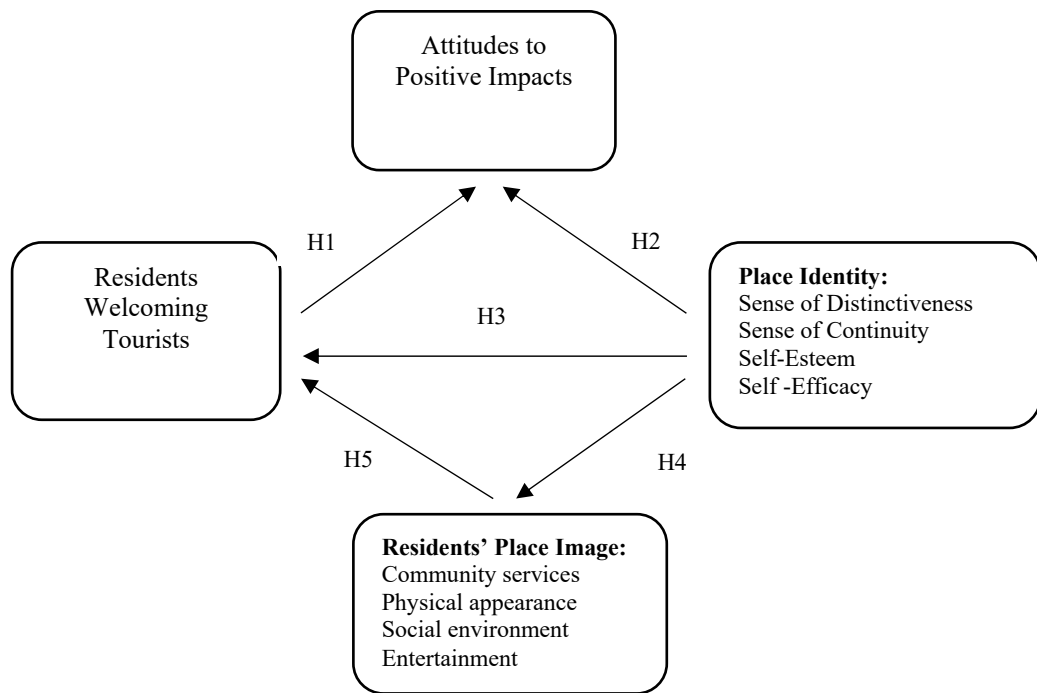 Attitudes to
Positive Impacts
H1
H2
Residents
Welcoming
Tourists
H3
Place Identity:
Sense of Distinctiveness
Sense of Continuity
Self-Esteem
Self -Efficacy
H5
H4
Residents’ Place Image:
Community services
Physical appearance
Social environment
Entertainment